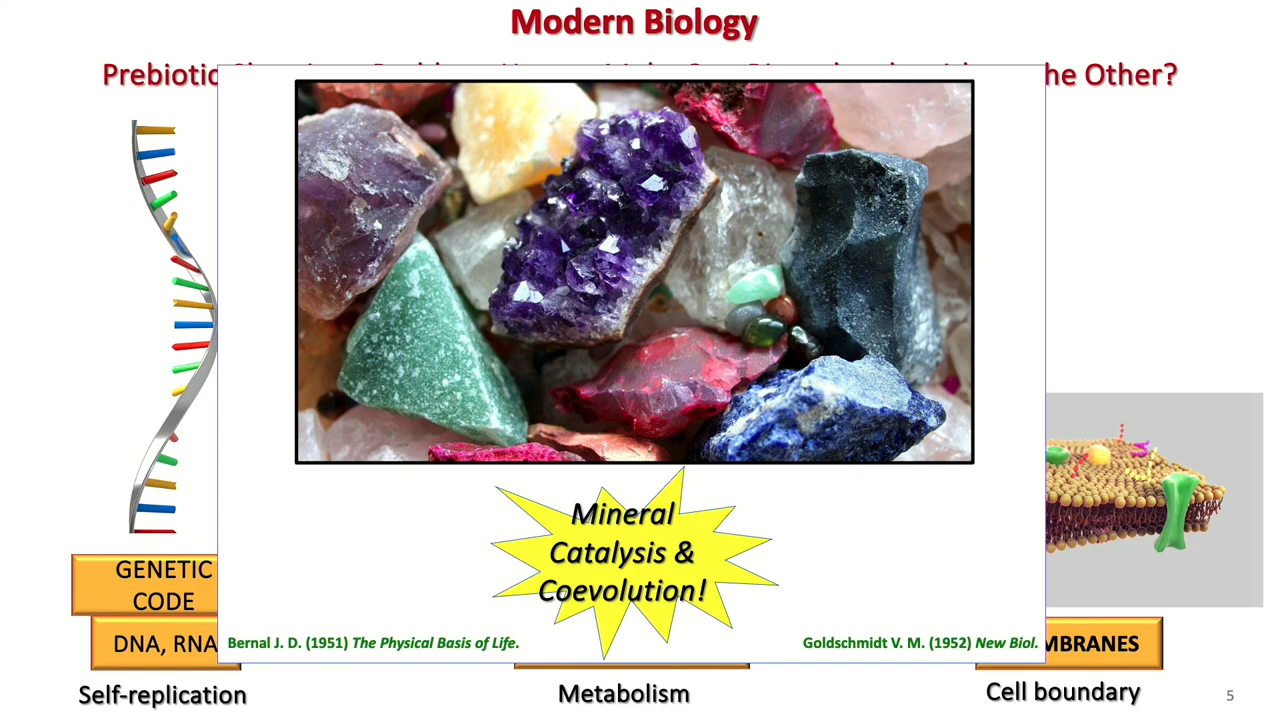 Modern Biology
Prebiotic he Other?
Mineral
Catalysis &
Coevolution!
GENETIC
CODE
DNA, RNA
Bernal J. D. (1951) The Physical Basis of Life.
Goldschmidt V. M. (1952) New Biol.
MBRANES
Self-replication
Metabolism
Cell boundary
5